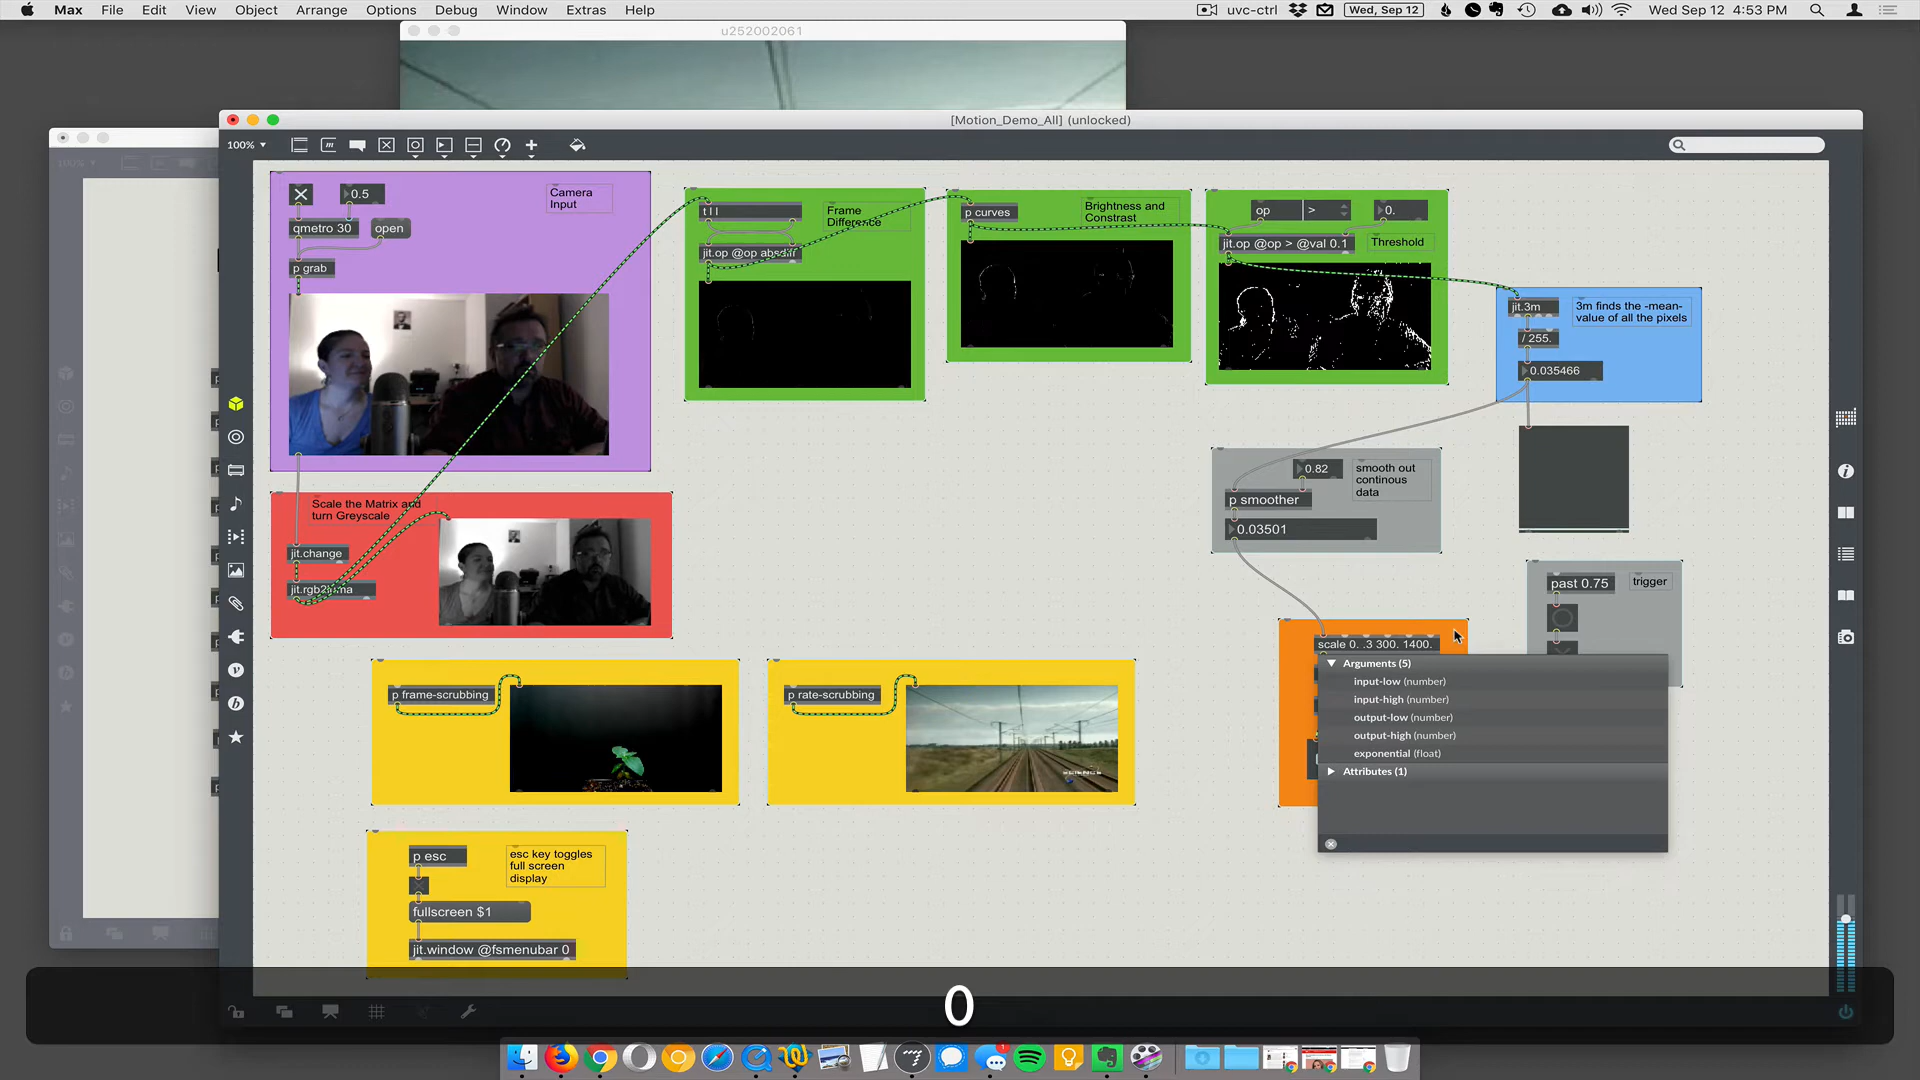 Max File Edit View Object Arrange Options Debug Window Extras Help
uvc-ctrl
Wed, Sep 12
Wed Sep 12 4:53 PM
u252002061
[Motion_Demo_All] (unlocked)
100%
Camera
Input
0.5
qmetro 30
open
p grab
t l l
Frame
Difference
jit.op @op absdiff
p curves
Brightness and
Constrast
op
>
0.
jit.op @op > @val 0.1
Threshold
jit.3m
3m finds the -mean-
value of all the pixels
/ 255.
0.035466
Scale the Matrix and
turn Greyscale
jit.change
jit.rgb2luma
0.82
smooth out
continous
data
p smoother
0.03501
past 0.75
trigger
scale 0. .3 300. 1400.
Arguments (5)
input-low (number)
input-high (number)
output-low (number)
output-high (number)
exponential (float)
Attributes (1)
p frame-scrubbing
p rate-scrubbing
p esc
esc key toggles
full screen
display
fullscreen $1
jit.window @fsmenubar 0
0